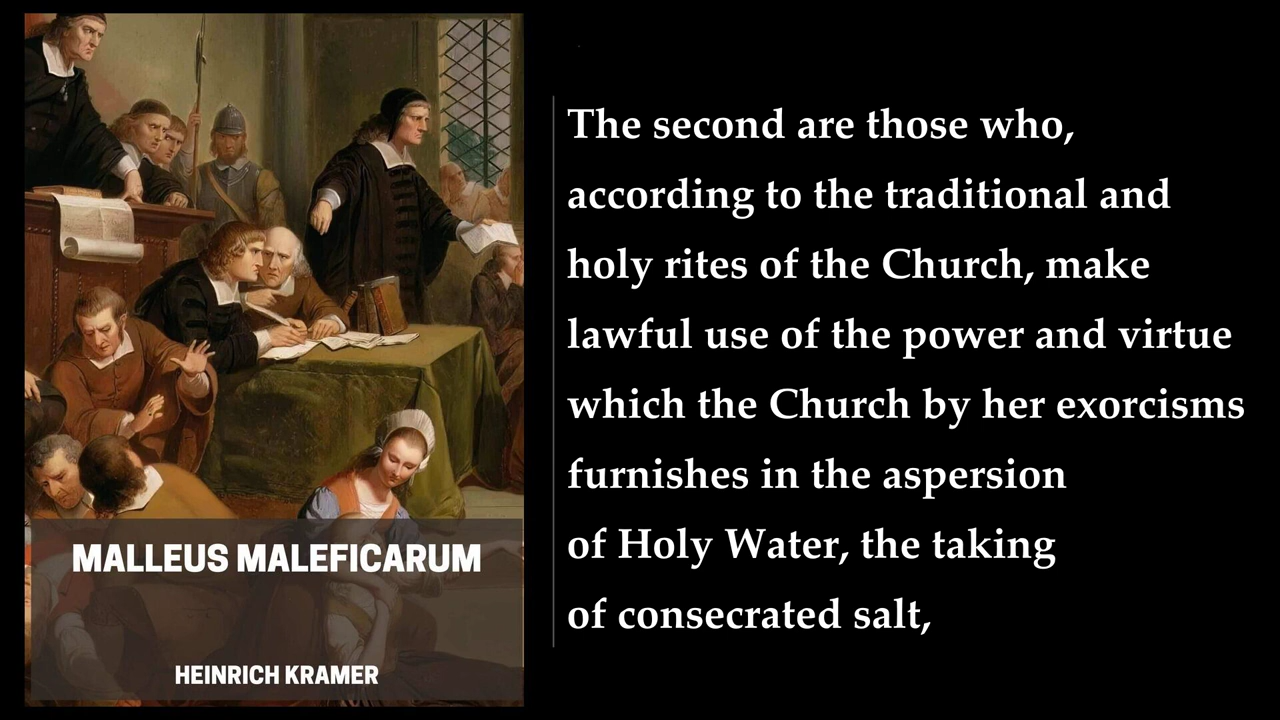 MALLEUS MALEFICARUM
HEINRICH KRAMER
The second are those who,
according to the traditional and
holy rites of the Church, make
lawful use of the power and virtue
which the Church by her exorcisms
furnishes in the aspersion
of Holy Water, the taking
of consecrated salt,